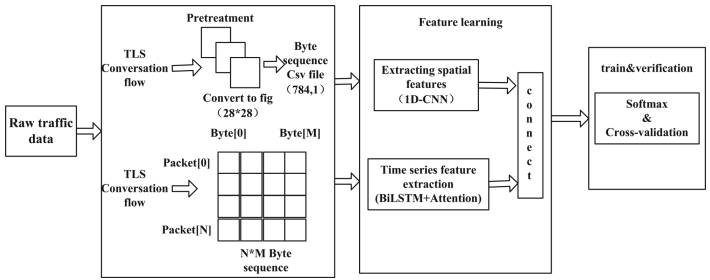 Raw traffic
data
Pretreatment
TLS
Conversation
flow
Convert to fig
(28*28)
Byte
sequence
Csv file
(784,1)
Byte[0]
Byte[M]
Packet[0]
TLS
Conversation
flow
Packet[N]
N*M Byte
sequence
Feature learning
Extracting spatial
features
(1D-CNN)
Time series feature
extraction
(BiLSTM+Attention)
c
o
n
n
e
c
t
train&verification
Softmax
&
Cross-validation